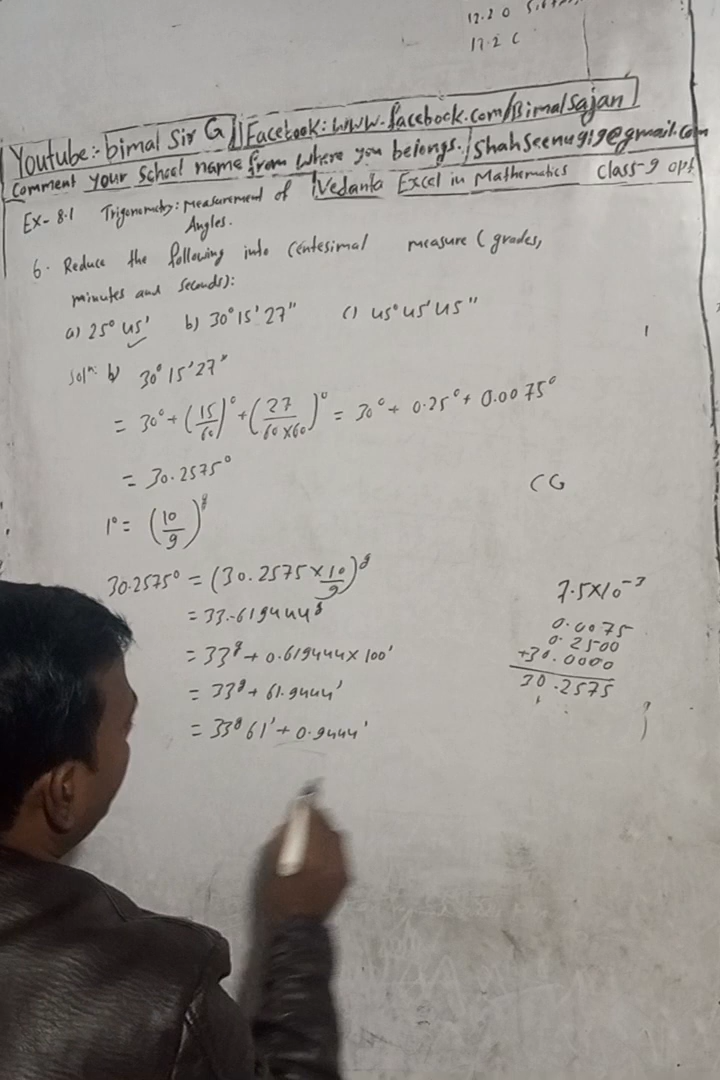 17.2 0
17.2 6
Youtube:- bimal Sir G || Facebook: www.facebook.com/Bimalsajan
Comment your School name from where you belongs. / Shahseenu919@gmail.com
Ex- 8.1 Trigonometry: Measurement of Angles. Vedanta Excel in Mathematics Class-9 opt
6. Reduce the following into Centesimal measure (grades,
minutes and seconds):
a) 25° 45' b) 30° 15' 27" c) 45° 45' 45"
Solⁿ: b) 30° 15' 27"
= 30° + (15/60)° + (27/60×60)° = 30° + 0.25° + 0.0075°
= 30.2575°
CG
1° = (10/9)^g
30.2575° = (30.2575 × 10/9)^g
= 33.619444^g
= 33^g + 0.619444 × 100'
= 33^g + 61.9444'
= 33^g 61' + 0.9444'
7.5×10⁻³
0.0075
0.2500
+30.0000
30.2575